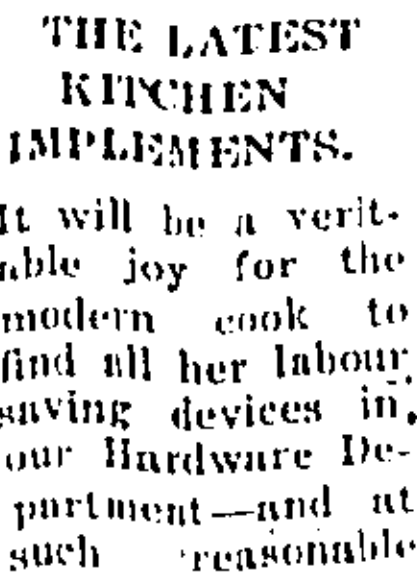 THE LATEST
KITCHEN
IMPLEMENTS.
It will be a verit-
able joy for the
modern cook to
find all her labour
saving devices in
our Hardware De-
partment—and at
such reasonable